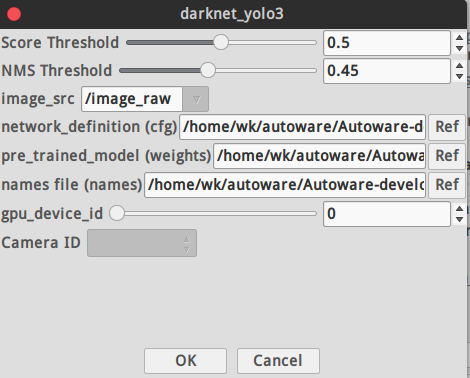 darknet_yolo3
Score Threshold 0.5
NMS Threshold 0.45
image_src /image_raw
network_definition (cfg) /home/wk/autoware/Autoware-d Ref
pre_trained_model (weights) /home/wk/autoware/Autowa Ref
names file (names) /home/wk/autoware/Autoware-develo Ref
gpu_device_id 0
Camera ID
OK Cancel